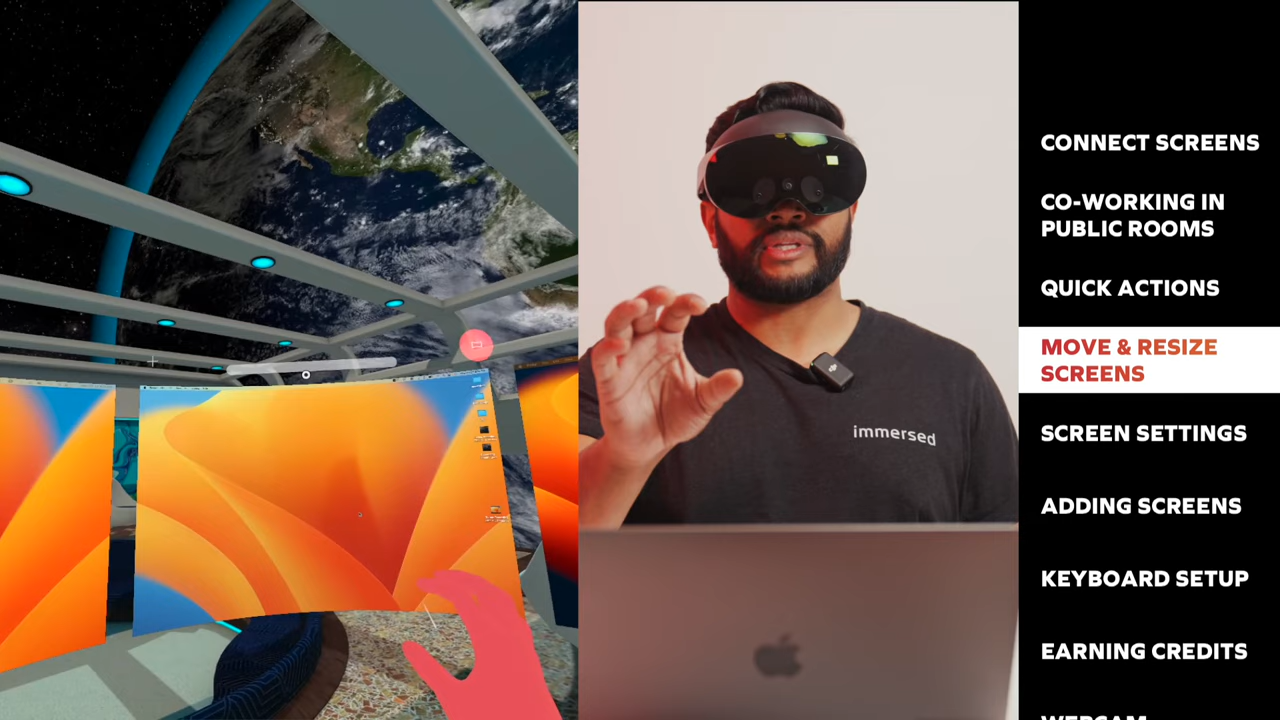 immersed
CONNECT SCREENS
CO-WORKING IN
PUBLIC ROOMS
QUICK ACTIONS
MOVE & RESIZE
SCREENS
SCREEN SETTINGS
ADDING SCREENS
KEYBOARD SETUP
EARNING CREDITS
WEBCAM